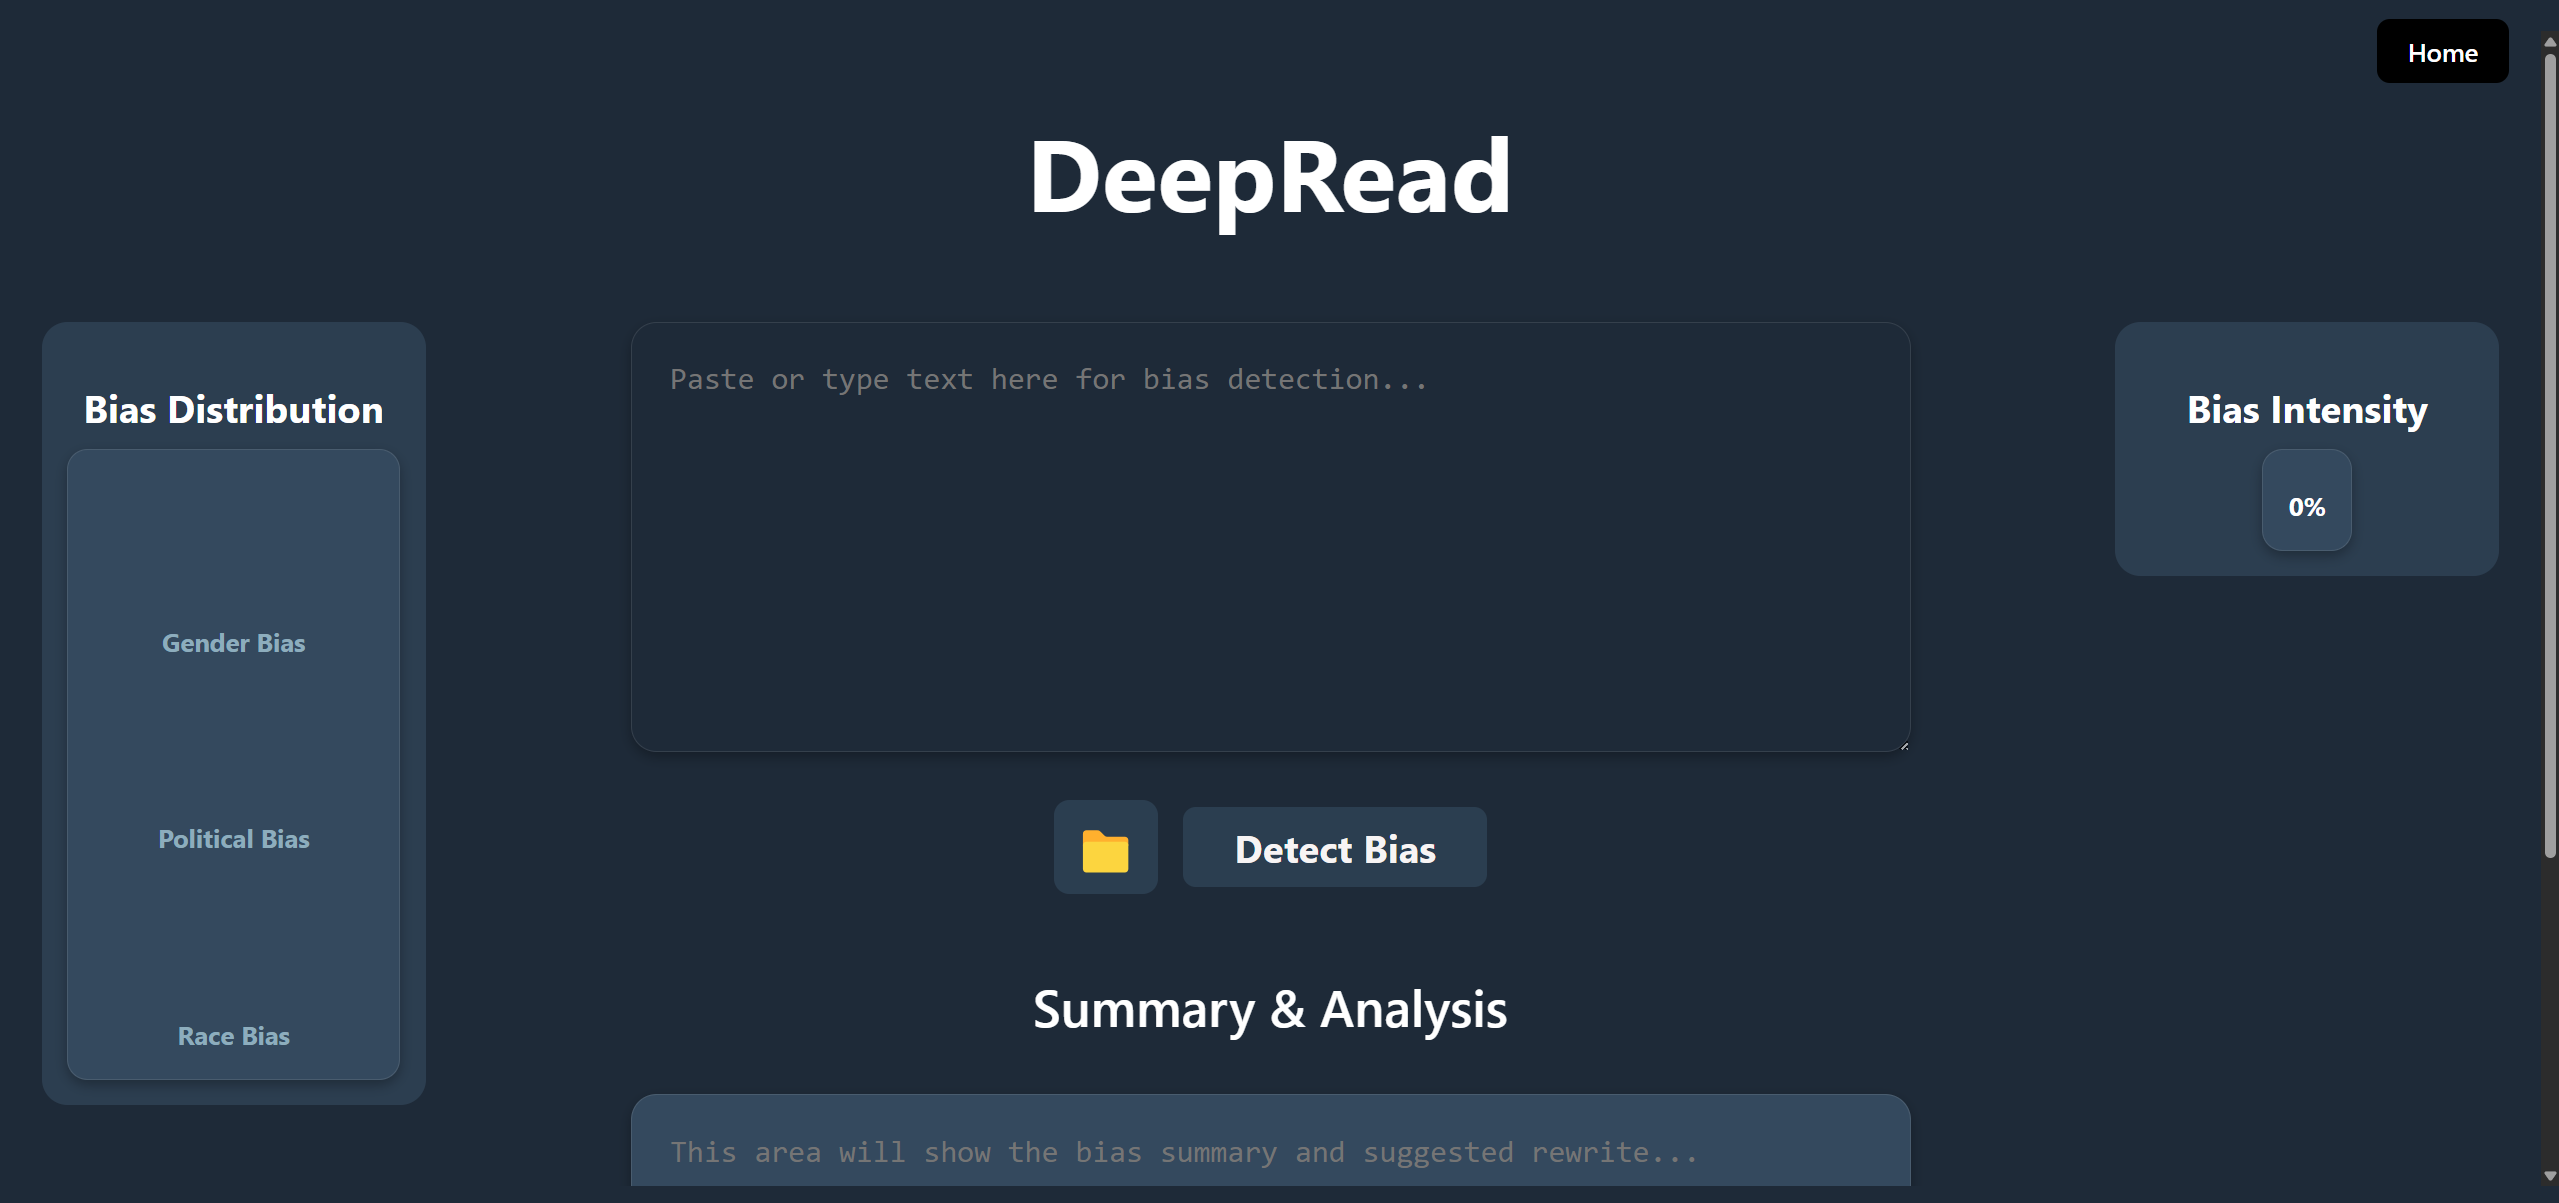 Home
DeepRead
Bias Distribution
Gender Bias
Political Bias
Race Bias
Paste or type text here for bias detection...
Detect Bias
Summary & Analysis
This area will show the bias summary and suggested rewrite...
Bias Intensity
0%